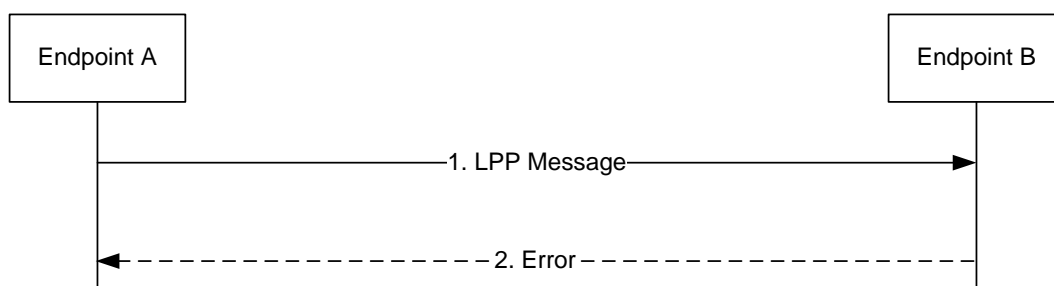 Endpoint A
Endpoint B
1. LPP Message
2. Error